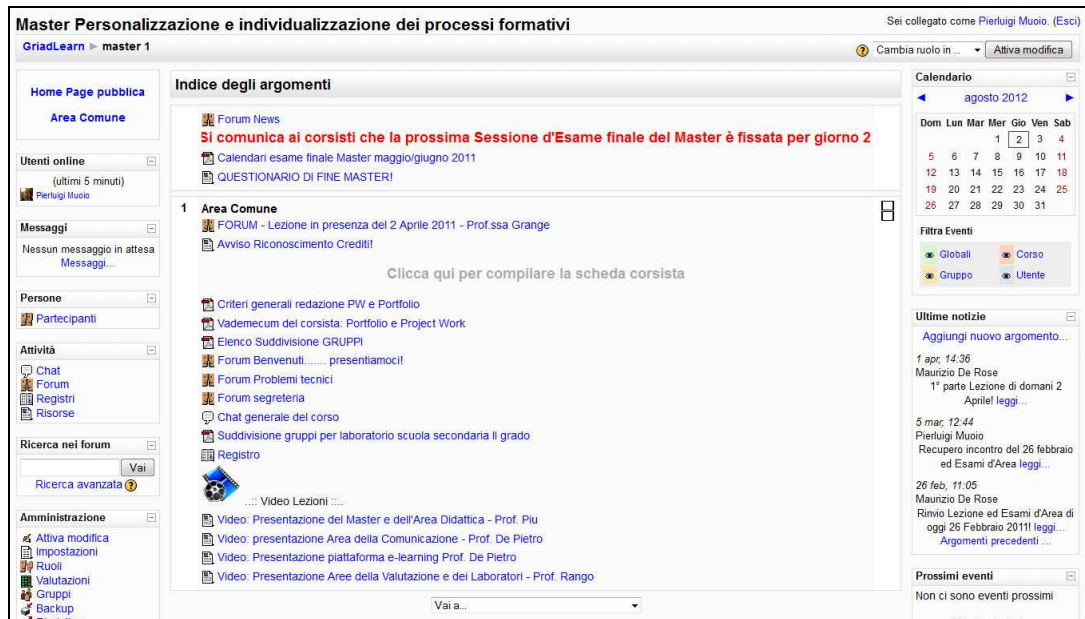 Master Personalizzazione e individualizzazione dei processi formativi
Sei collegato come Pierluigi Muoio. (Esci)
GriadLearn ► master 1
Cambia ruolo in ...
Attiva modifica
Home Page pubblica
Area Comune
Utenti online
(ultimi 5 minuti)
Pierluigi Muoio
Messaggi
Nessun messaggio in attesa
Messaggi...
Persone
Partecipanti
Attività
Chat
Forum
Registri
Risorse
Ricerca nei forum
Vai
Ricerca avanzata
Amministrazione
Attiva modifica
Impostazioni
Ruoli
Valutazioni
Gruppi
Backup
Indice degli argomenti
Forum News
Si comunica ai corsisti che la prossima Sessione d'Esame finale del Master è fissata per giorno 2
Calendari esame finale Master maggio/giugno 2011
QUESTIONARIO DI FINE MASTER!
1 Area Comune
FORUM - Lezione in presenza del 2 Aprile 2011 - Prof.ssa Grange
Avviso Riconoscimento Crediti!
Clicca qui per compilare la scheda corsista
Criteri generali redazione PW e Portfolio
Vademecum del corsista: Portfolio e Project Work
Elenco Suddivisione GRUPPI
Forum Benvenuti....... presentiamoci!
Forum Problemi tecnici
Forum segreteria
Chat generale del corso
Suddivisione gruppi per laboratorio scuola secondaria II grado
Registro
..:: Video Lezioni ::..
Video: Presentazione del Master e dell'Area Didattica - Prof. Piu
Video: presentazione Area della Comunicazione - Prof. De Pietro
Video: Presentazione piattaforma e-learning Prof. De Pietro
Video: Presentazione Aree della Valutazione e dei Laboratori - Prof. Rango
Vai a...
Calendario
◄ agosto 2012 ►
Dom Lun Mar Mer Gio Ven Sab
1 2 3 4
5 6 7 8 9 10 11
12 13 14 15 16 17 18
19 20 21 22 23 24 25
26 27 28 29 30 31
Filtra Eventi
Globali Corso
Gruppo Utente
Ultime notizie
Aggiungi nuovo argomento...
1 apr, 14:36
Maurizio De Rose
1° parte Lezione di domani 2
Aprile! leggi...
5 mar, 12:44
Pierluigi Muoio
Recupero incontro del 26 febbraio
ed Esami d'Area leggi...
26 feb, 11:05
Maurizio De Rose
Rinvio Lezione ed Esami d'Area di
oggi 26 Febbraio 2011! leggi...
Argomenti precedenti ...
Prossimi eventi
Non ci sono eventi prossimi